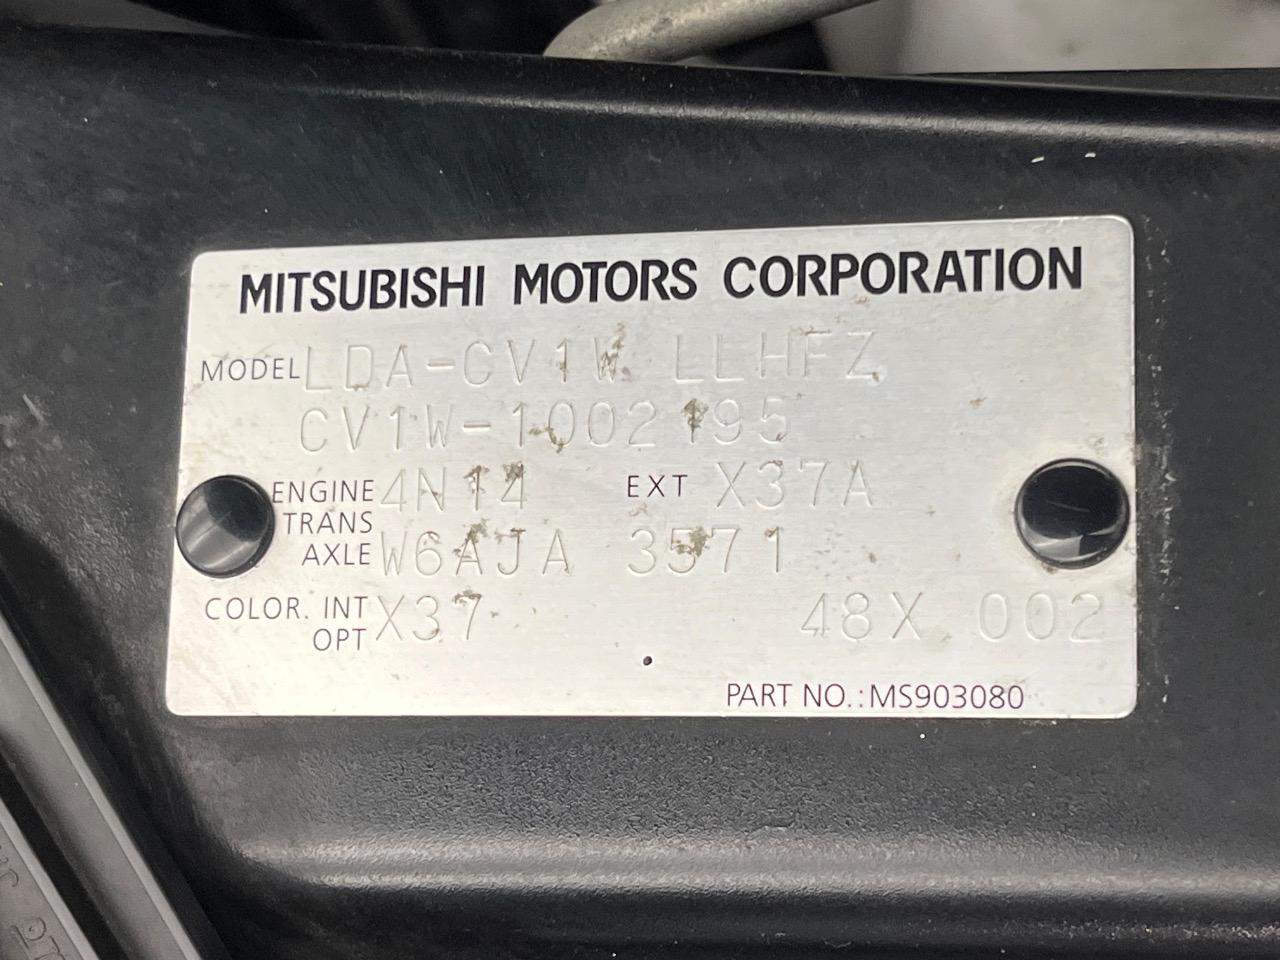 MITSUBISHI MOTORS CORPORATION
MODEL LDA-CV1W LLHFZ
CV1W-1002195
ENGINE 4N14 EXT X37A
TRANS
AXLE W6AJA 3571
COLOR. INT
OPT X37 48X 002
PART NO.:MS903080